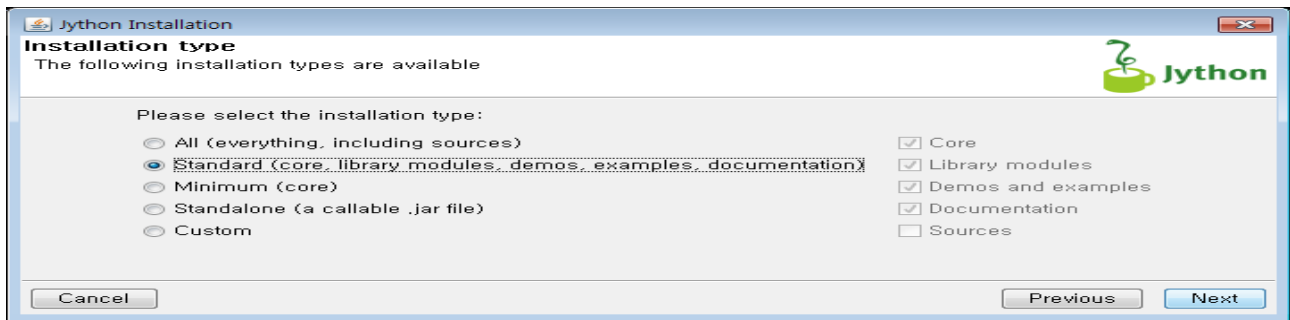 Jython Installation
Installation type
The following installation types are available
Jython
Please select the installation type:
All (everything, including sources)
Standard (core, library modules, demos, examples, documentation)
Minimum (core)
Standalone (a callable .jar file)
Custom
Core
Library modules
Demos and examples
Documentation
Sources
Cancel
Previous
Next